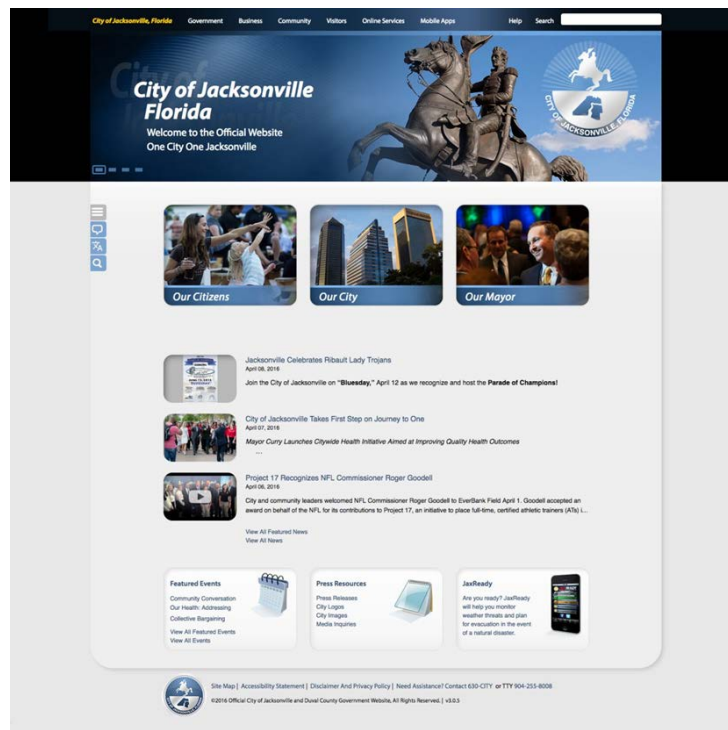 City of Jacksonville, Florida Government Business Community Visitors Online Services Mobile Apps Help Search
City of Jacksonville
Florida
Welcome to the Official Website
One City One Jacksonville
CITY OF JACKSONVILLE, FLORIDA
Our Citizens
Our City
Our Mayor
Jacksonville Celebrates Ribault Lady Trojans
April 08, 2016
Join the City of Jacksonville on "Bluesday," April 12 as we recognize and host the Parade of Champions!
City of Jacksonville Takes First Step on Journey to One
April 07, 2016
Mayor Curry Launches Citywide Health Initiative Aimed at Improving Quality Health Outcomes
...
Project 17 Recognizes NFL Commissioner Roger Goodell
April 06, 2016
City and community leaders welcomed NFL Commissioner Roger Goodell to EverBank Field April 1. Goodell accepted an
award on behalf of the NFL for its contributions to Project 17, an initiative to place full-time, certified athletic trainers (ATs) i...
View All Featured News
View All News
Featured Events
Community Conversation
Our Health: Addressing
Collective Bargaining
View All Featured Events
View All Events
Press Resources
Press Releases
City Logos
City Images
Media Inquiries
JaxReady
Are you ready? JaxReady
will help you monitor
weather threats and plan
for evacuation in the event
of a natural disaster.
Site Map | Accessibility Statement | Disclaimer And Privacy Policy | Need Assistance? Contact 630-CITY or TTY 904-255-8008
©2016 Official City of Jacksonville and Duval County Government Website, All Rights Reserved. | v3.0.5